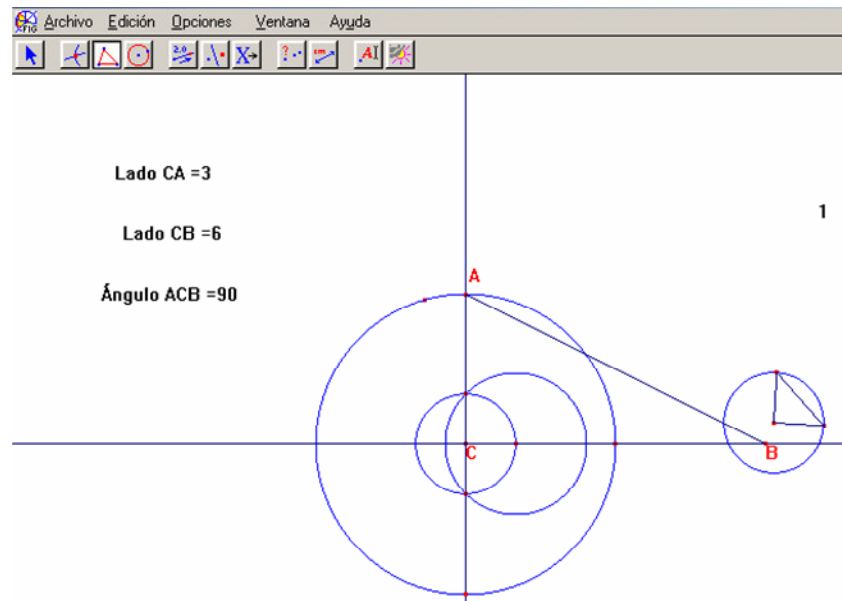 Archivo Edición Opciones Ventana Ayuda
Lado CA =3
1
Lado CB =6
Ángulo ACB =90
A
C
B